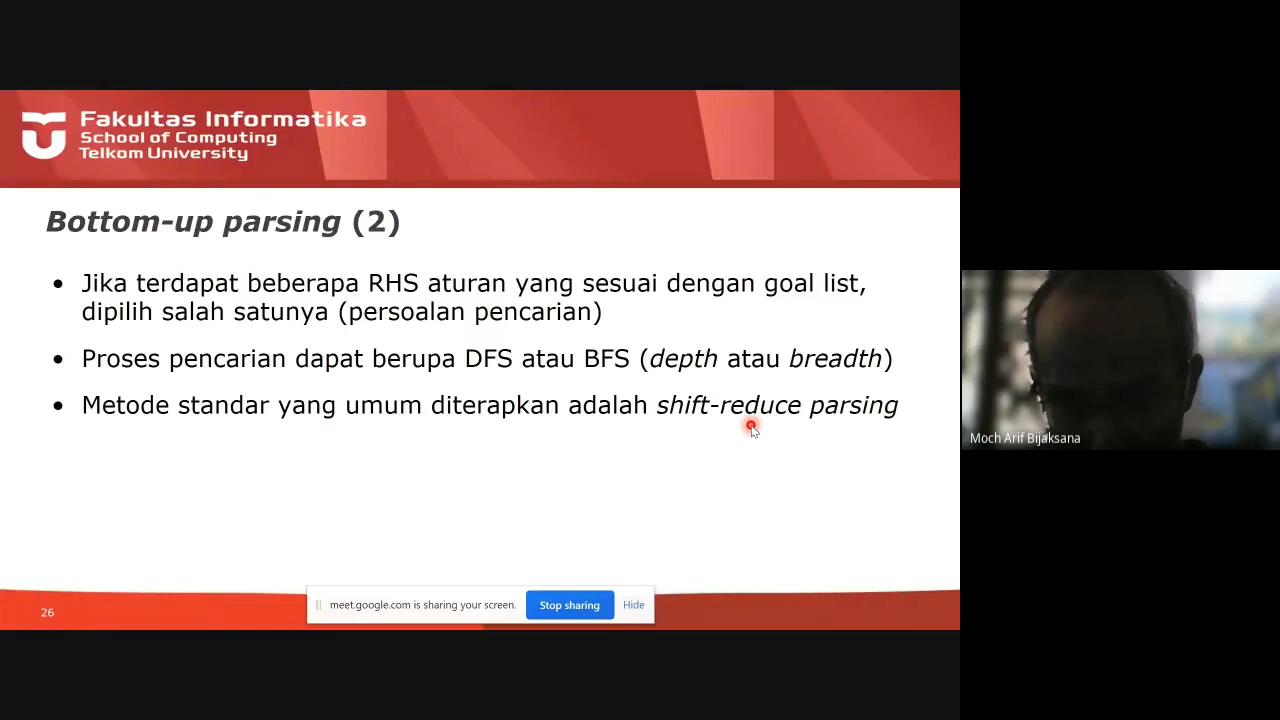 Fakultas Informatika
School of Computing
Telkom University
Bottom-up parsing (2)
• Jika terdapat beberapa RHS aturan yang sesuai dengan goal list,
dipilih salah satunya (persoalan pencarian)
• Proses pencarian dapat berupa DFS atau BFS (depth atau breadth)
• Metode standar yang umum diterapkan adalah shift-reduce parsing
Moch Arif Bijaksana
meet.google.com is sharing your screen. Stop sharing Hide
26